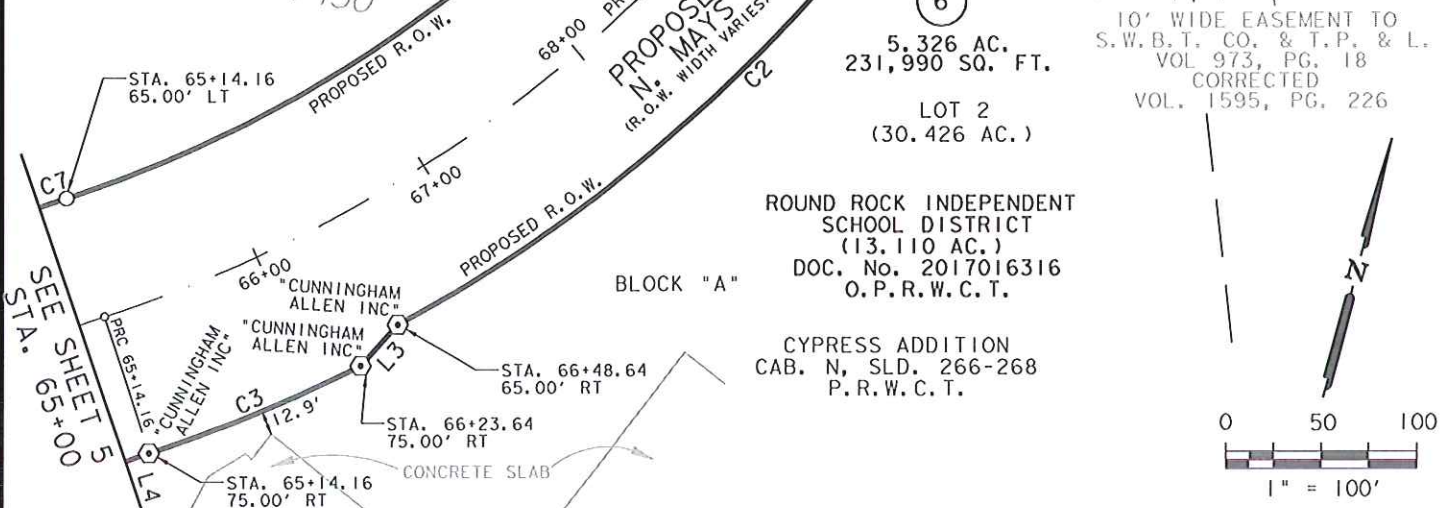 STA. 65+14.16
65.00' LT
C7
PROPOSED R.O.W.
68+00
67+00
66+00
N. MAYS
(R.O.W. WIDTH VARIES)
C2
PROPOSED R.O.W.
6
5.326 AC.
231,990 SQ. FT.
LOT 2
(30.426 AC.)
10' WIDE EASEMENT TO
S.W.B.T. CO. & T.P. & L.
VOL 973, PG. 18
CORRECTED
VOL. 1595, PG. 226
ROUND ROCK INDEPENDENT
SCHOOL DISTRICT
(13.110 AC.)
DOC. No. 2017016316
O.P.R.W.C.T.
BLOCK "A"
CYPRESS ADDITION
CAB. N, SLD. 266-268
P.R.W.C.T.
SEE SHEET 5
STA. 65+00
PRC 65+14.16
"CUNNINGHAM
ALLEN INC"
"CUNNINGHAM
ALLEN INC"
"CUNNINGHAM
ALLEN INC"
L3
STA. 66+48.64
65.00' RT
C3
12.9'
STA. 66+23.64
75.00' RT
CONCRETE SLAB
L4
STA. 65+14.16
75.00' RT
N
0 50 100
1" = 100'